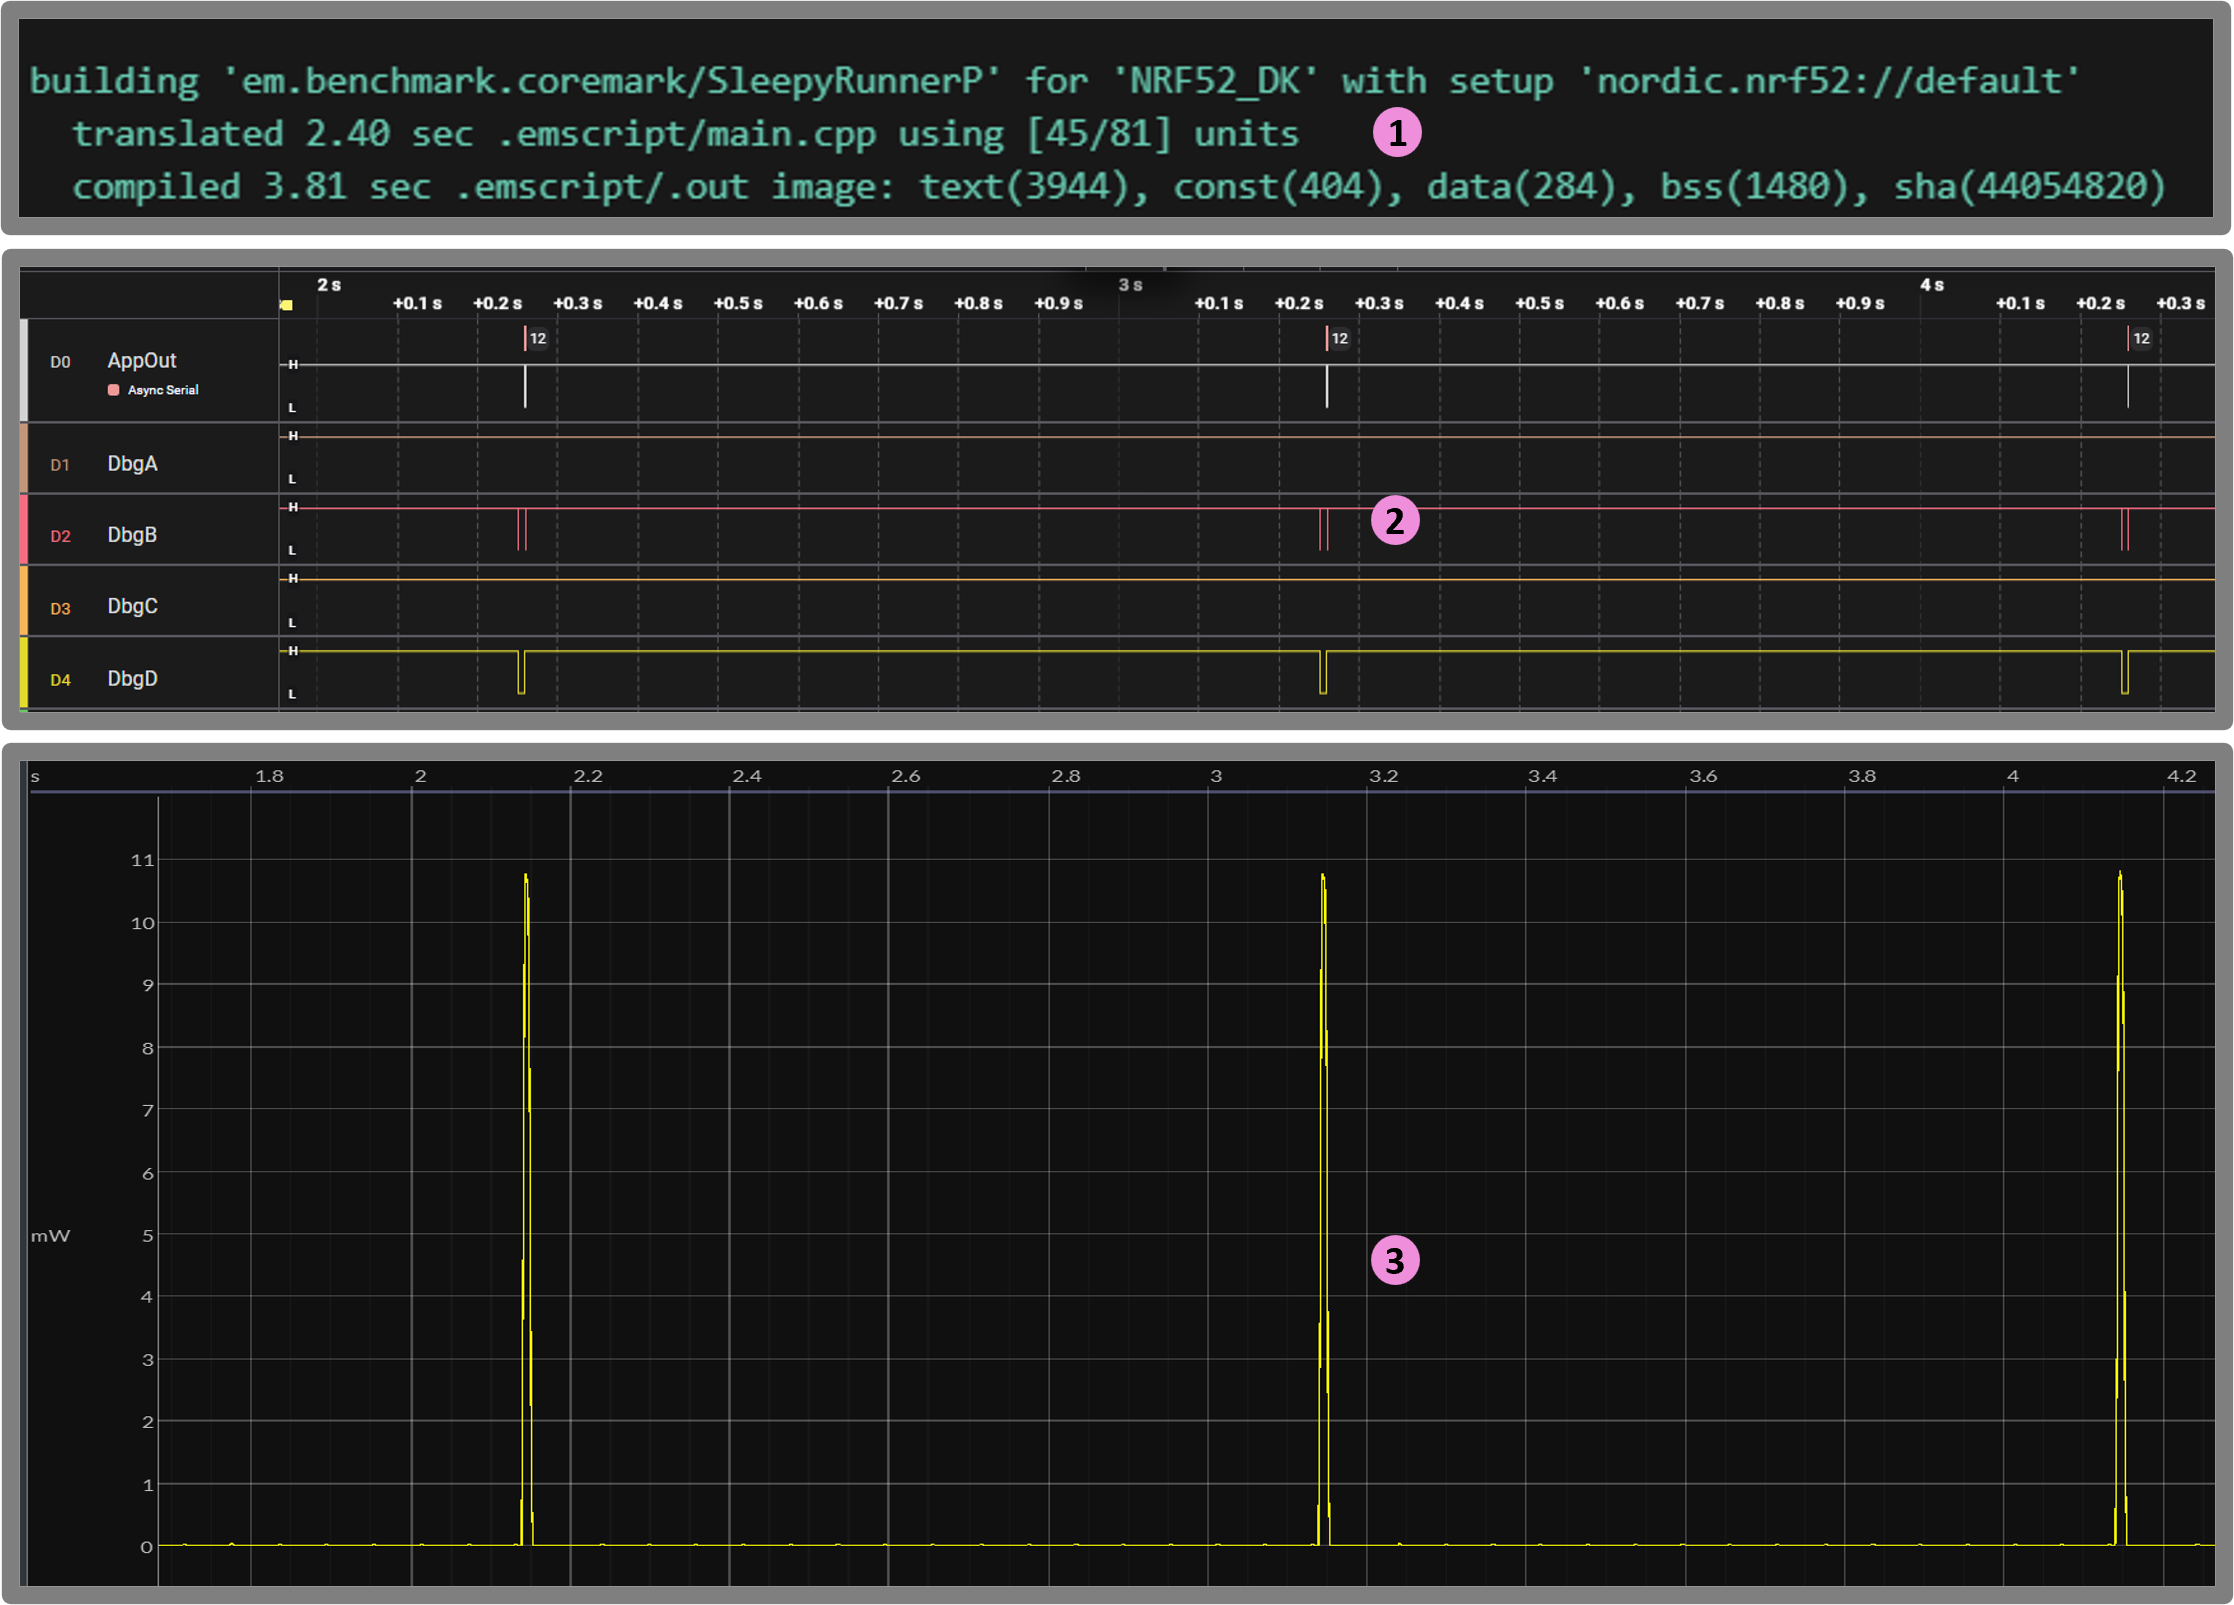 building 'em.benchmark.coremark/SleepyRunnerP' for 'NRF52_DK' with setup 'nordic.nrf52://default'
translated 2.40 sec .emscript/main.cpp using [45/81] units
1
compiled 3.81 sec .emscript/.out image: text(3944), const(404), data(284), bss(1480), sha(44054820)
2 s 3 s 4 s
+0.1 s +0.2 s +0.3 s +0.4 s +0.5 s +0.6 s +0.7 s +0.8 s +0.9 s +0.1 s +0.2 s +0.3 s +0.4 s +0.5 s +0.6 s +0.7 s +0.8 s +0.9 s +0.1 s +0.2 s +0.3 s
12 12 12
D0 AppOut H
Async Serial
L
H
D1 DbgA
L
H
2
D2 DbgB
L
H
D3 DbgC
L
H
D4 DbgD
L
s 1.8 2 2.2 2.4 2.6 2.8 3 3.2 3.4 3.6 3.8 4 4.2
11
10
9
8
7
6
mW 5
3
4
3
2
1
0